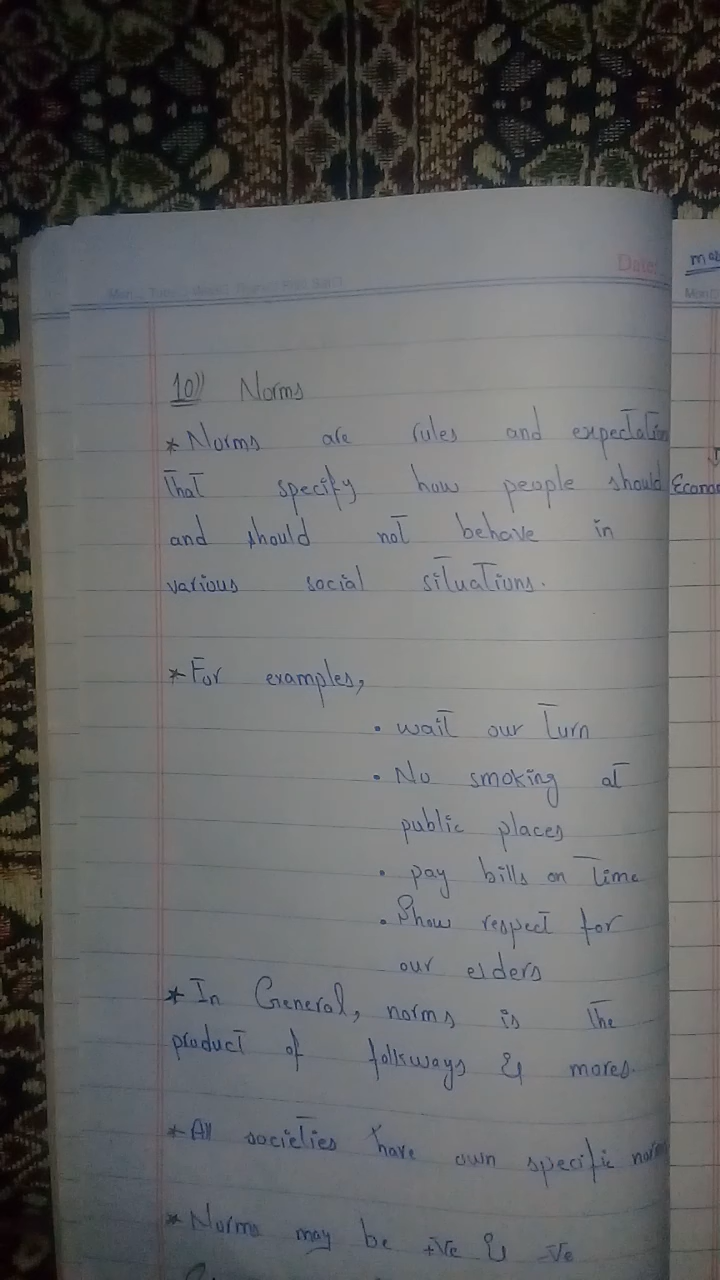 Date:
10)) Norms
* Norms are rules and expectation
that specify how people should
and should not behave in
various social situations.
* For examples,
• wait our turn
• No smoking at
public places
• pay bills on time
• Show respect for
our elders
* In General, norms is the
product of folksways & mores.
* All societies have own specific norms
* Norms may be +ve & -ve